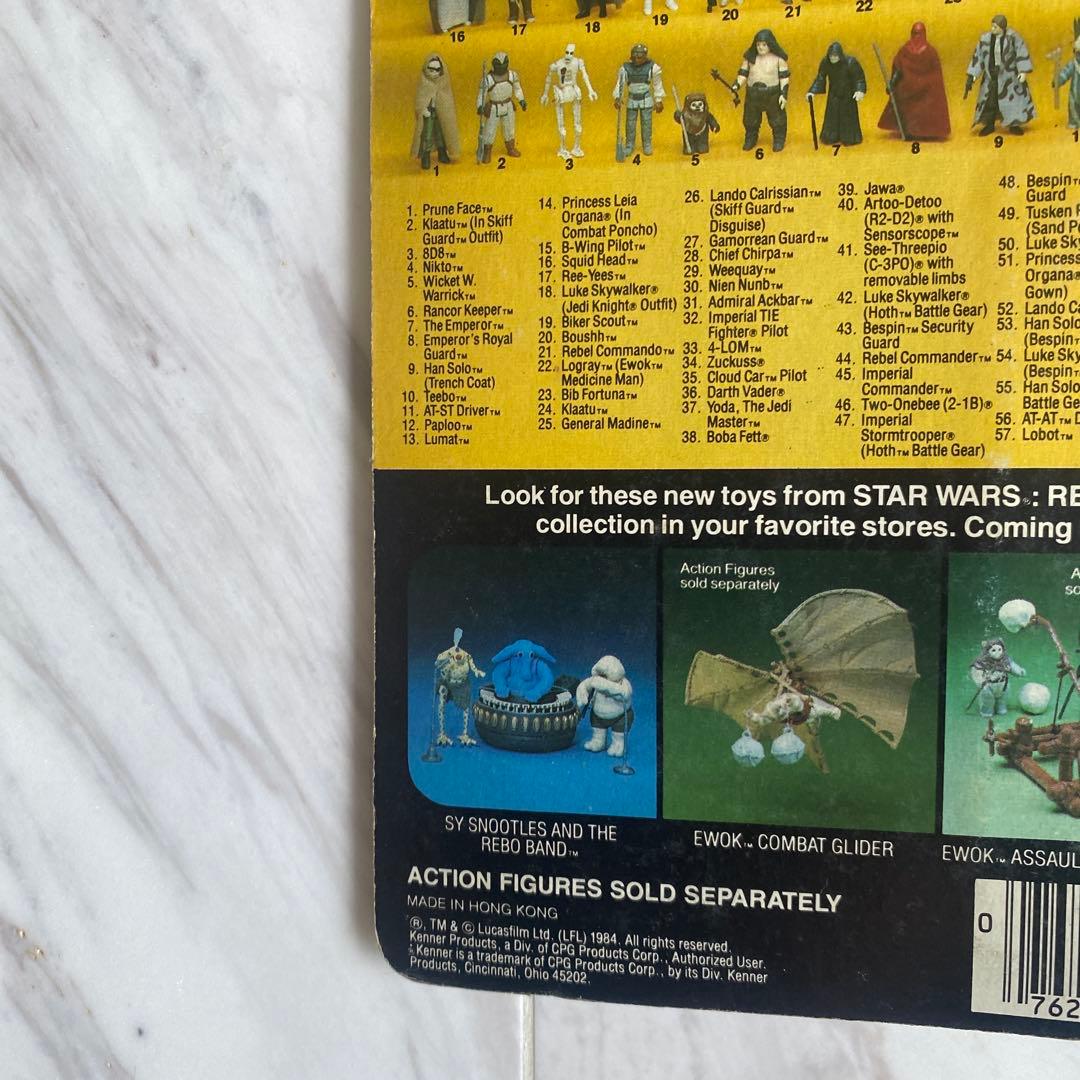 16 17 18 19 20 21 22
1 2 3 4 5 6 7 8 9
1. Prune Face™
2. Klaatu™ (In Skiff
Guard™ Outfit)
3. 8D8™
4. Nikto™
5. Wicket W.
Warrick™
6. Rancor Keeper™
7. The Emperor™
8. Emperor's Royal
Guard™
9. Han Solo™
(Trench Coat)
10. Teebo™
11. AT-ST Driver™
12. Paploo™
13. Lumat™
14. Princess Leia
Organa® (In
Combat Poncho)
15. B-Wing Pilot™
16. Squid Head™
17. Ree-Yees™
18. Luke Skywalker®
(Jedi Knight® Outfit)
19. Biker Scout™
20. Boushh™
21. Rebel Commando™
22. Logray™ (Ewok™
Medicine Man)
23. Bib Fortuna™
24. Klaatu™
25. General Madine™
26. Lando Calrissian™
(Skiff Guard™
Disguise)
27. Gamorrean Guard™
28. Chief Chirpa™
29. Weequay™
30. Nien Nunb™
31. Admiral Ackbar™
32. Imperial TIE
Fighter® Pilot
33. 4-LOM™
34. Zuckuss®
35. Cloud Car™ Pilot
36. Darth Vader®
37. Yoda, The Jedi
Master™
38. Boba Fett®
39. Jawa®
40. Artoo-Detoo
(R2-D2)® with
Sensorscope™
41. See-Threepio
(C-3PO)® with
removable limbs
42. Luke Skywalker®
(Hoth™ Battle Gear)
43. Bespin™ Security
Guard
44. Rebel Commander™
45. Imperial
Commander™
46. Two-Onebee (2-1B)®
47. Imperial
Stormtrooper®
(Hoth™ Battle Gear)
48. Bespin™
Guard
49. Tusken
(Sand
50. Luke
51. Princess
Organa®
Gown)
52. Lando
53. Han Solo
(Bespin™
54. Luke
(Bespin™
55. Han Solo
Battle
56. AT-AT™
57. Lobot™
Look for these new toys from STAR WARS®: RE
collection in your favorite stores. Coming
Action Figures
sold separately
SY SNOOTLES AND THE
REBO BAND™
EWOK™ COMBAT GLIDER
EWOK™ ASSAUL
ACTION FIGURES SOLD SEPARATELY
MADE IN HONG KONG
®, TM & © Lucasfilm Ltd. (LFL) 1984. All rights reserved.
Kenner Products, a Div. of CPG Products Corp., Authorized User.
*Kenner is a trademark of CPG Products Corp., by its Div. Kenner
Products, Cincinnati, Ohio 45202.
0
762